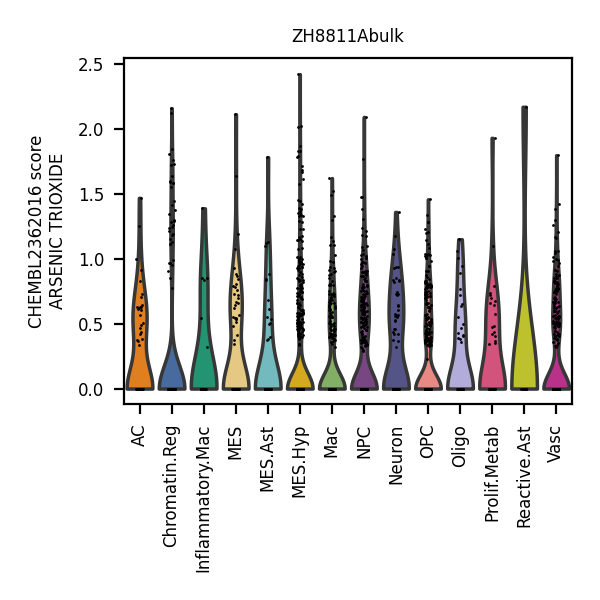 ZH8811Abulk
CHEMBL2362016 score
ARSENIC TRIOXIDE
2.5
2.0
1.5
1.0
0.5
0.0
AC
Chromatin.Reg
Inflammatory.Mac
MES
MES.Ast
MES.Hyp
Mac
NPC
Neuron
OPC
Oligo
Prolif.Metab
Reactive.Ast
Vasc